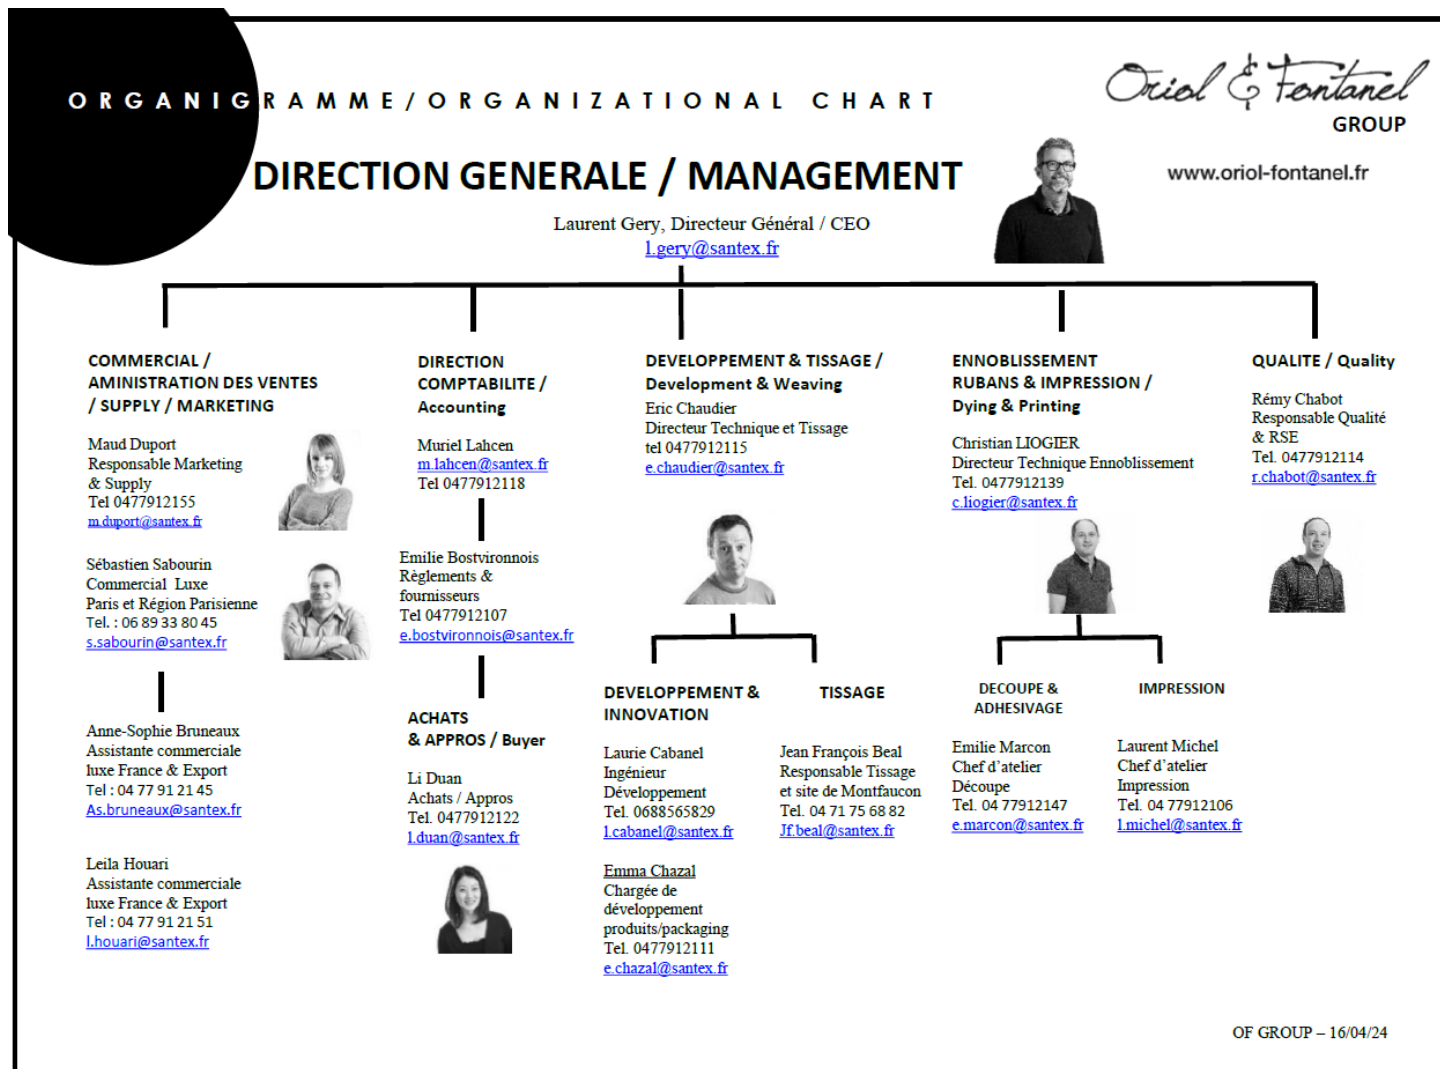 ORGANIGRAMME/ORGANIZATIONAL CHART
Oriol & Fontanel
GROUP
www.oriol-fontanel.fr
DIRECTION GENERALE / MANAGEMENT
Laurent Gery, Directeur Général / CEO
l.gery@santex.fr
COMMERCIAL /
AMINISTRATION DES VENTES
/ SUPPLY / MARKETING
Maud Duport
Responsable Marketing
& Supply
Tel 0477912155
m.duport@santex.fr
Sébastien Sabourin
Commercial Luxe
Paris et Région Parisienne
Tel. : 06 89 33 80 45
s.sabourin@santex.fr
Anne-Sophie Bruneaux
Assistante commerciale
luxe France & Export
Tel : 04 77 91 21 45
As.bruneaux@santex.fr
Leila Houari
Assistante commerciale
luxe France & Export
Tel : 04 77 91 21 51
l.houari@santex.fr
DIRECTION
COMPTABILITE /
Accounting
Muriel Lahcen
m.lahcen@santex.fr
Tel 0477912118
Emilie Bostvironnois
Règlements &
fournisseurs
Tel 0477912107
e.bostvironnois@santex.fr
ACHATS
& APPROS / Buyer
Li Duan
Achats / Appros
Tel. 0477912122
l.duan@santex.fr
DEVELOPPEMENT & TISSAGE /
Development & Weaving
Eric Chaudier
Directeur Technique et Tissage
tel 0477912115
e.chaudier@santex.fr
DEVELOPPEMENT &
INNOVATION
Laurie Cabanel
Ingénieur
Développement
Tel. 0688565829
l.cabanel@santex.fr
Emma Chazal
Chargée de
développement
produits/packaging
Tel. 0477912111
e.chazal@santex.fr
TISSAGE
Jean François Beal
Responsable Tissage
et site de Montfaucon
Tel. 04 71 75 68 82
Jf.beal@santex.fr
ENNOBLISSEMENT
RUBANS & IMPRESSION /
Dying & Printing
Christian LIOGIER
Directeur Technique Ennoblissement
Tel. 0477912139
c.liogier@santex.fr
DECOUPE &
ADHESIVAGE
Emilie Marcon
Chef d'atelier
Découpe
Tel. 04 77912147
e.marcon@santex.fr
IMPRESSION
Laurent Michel
Chef d'atelier
Impression
Tel. 04 77912106
l.michel@santex.fr
QUALITE / Quality
Rémy Chabot
Responsable Qualité
& RSE
Tel. 0477912114
r.chabot@santex.fr
OF GROUP – 16/04/24